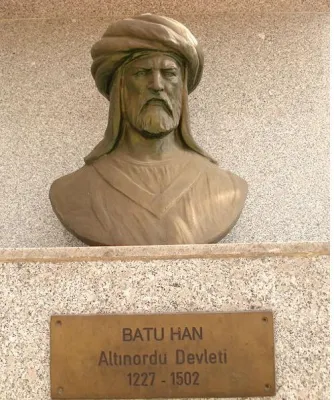 BATU HAN
Altınordu Devleti
1227 - 1502